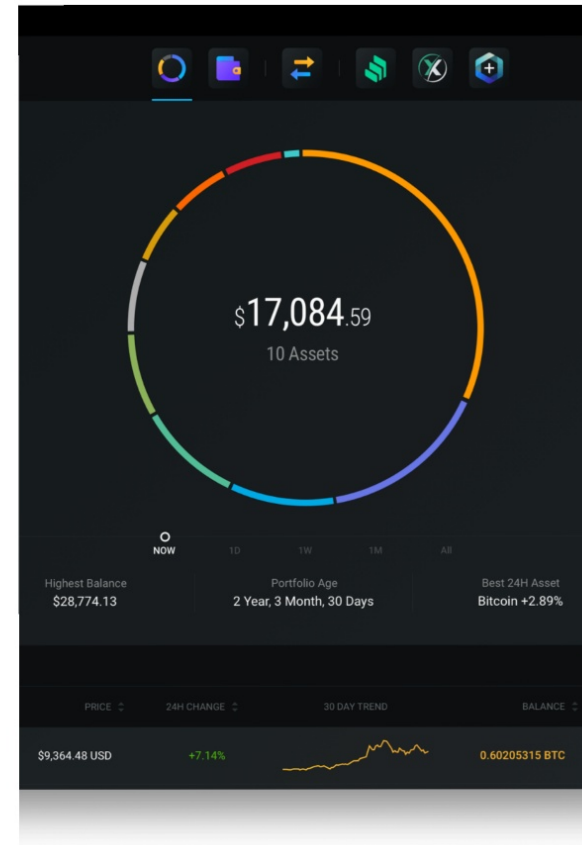 $17,084.59
10 Assets
NOW 1D 1W 1M All
Highest Balance Portfolio Age Best 24H Asset
$28,774.13 2 Year, 3 Month, 30 Days Bitcoin +2.89%
PRICE 24H CHANGE 30 DAY TREND BALANCE
$9,364.48 USD +7.14% 0.60205315 BTC